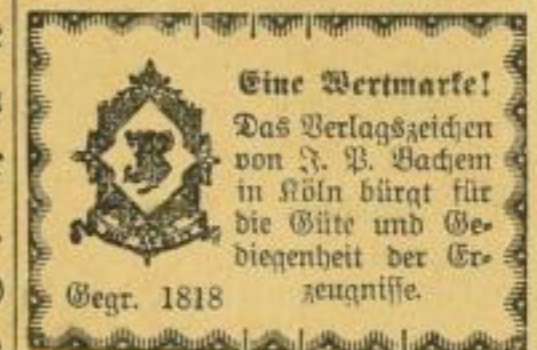 Eine Wertmarke!
Das Verlagszeichen
von J. P. Bachem
in Köln bürgt für
die Güte und Ge-
diegenheit der Er-
zeugnisse.
Gegr. 1818